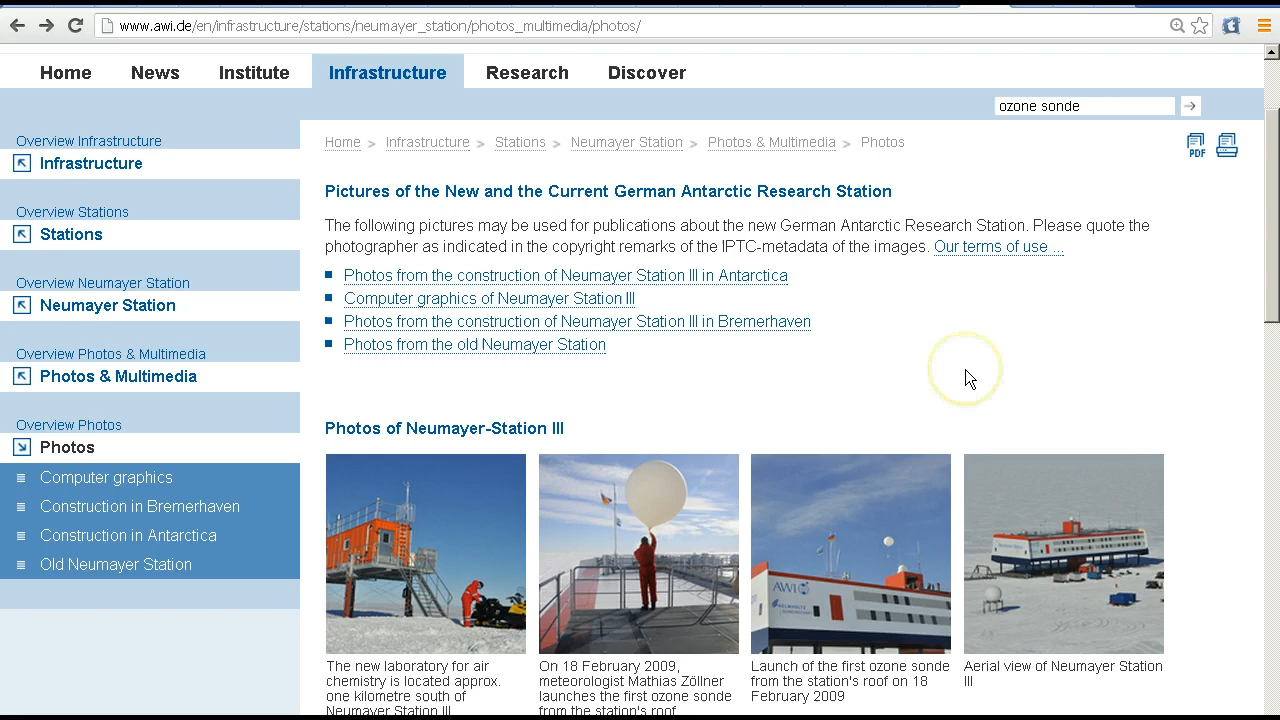 www.awi.de/en/infrastructure/stations/neumayer_station/photos_multimedia/photos/
Home News Institute Infrastructure Research Discover
ozone sonde
Overview Infrastructure
Infrastructure
Overview Stations
Stations
Overview Neumayer Station
Neumayer Station
Overview Photos & Multimedia
Photos & Multimedia
Overview Photos
Photos
Computer graphics
Construction in Bremerhaven
Construction in Antarctica
Old Neumayer Station
Home > Infrastructure > Stations > Neumayer Station > Photos & Multimedia > Photos
PDF
Pictures of the New and the Current German Antarctic Research Station
The following pictures may be used for publications about the new German Antarctic Research Station. Please quote the
photographer as indicated in the copyright remarks of the IPTC-metadata of the images. Our terms of use ...
Photos from the construction of Neumayer Station III in Antarctica
Computer graphics of Neumayer Station III
Photos from the construction of Neumayer Station III in Bremerhaven
Photos from the old Neumayer Station
Photos of Neumayer-Station III
AWI
HELMHOLTZ
The new laboratory for air
chemistry is located approx.
one kilometre south of
Neumayer Station III
On 18 February 2009,
meteorologist Mathias Zöllner
launches the first ozone sonde
from the station's roof
Launch of the first ozone sonde
from the station's roof on 18
February 2009
Aerial view of Neumayer Station
III